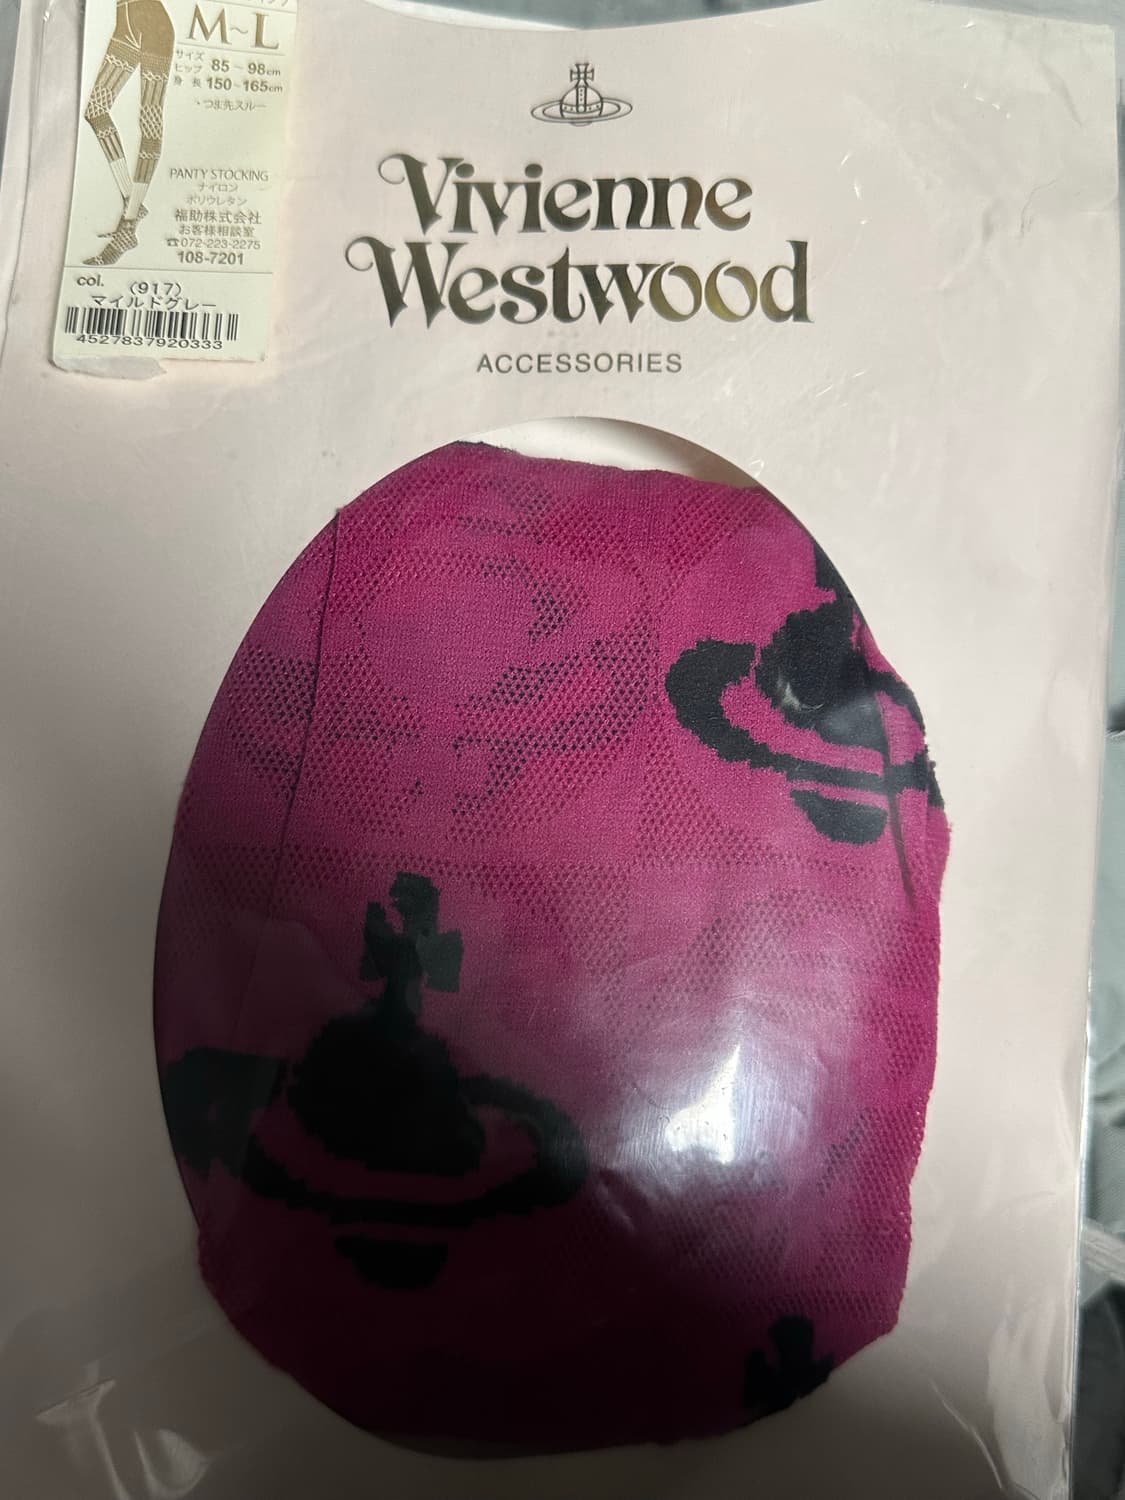 M~L
サイズ
ヒップ 85~98cm
身長 150~165cm
・つま先スルー
PANTY STOCKING
ナイロン
ポリウレタン
福助株式会社
お客様相談室
☎072-223-2275
108-7201
col.
(917)
マイルドグレー
4527837920333
Vivienne
Westwood
ACCESSORIES